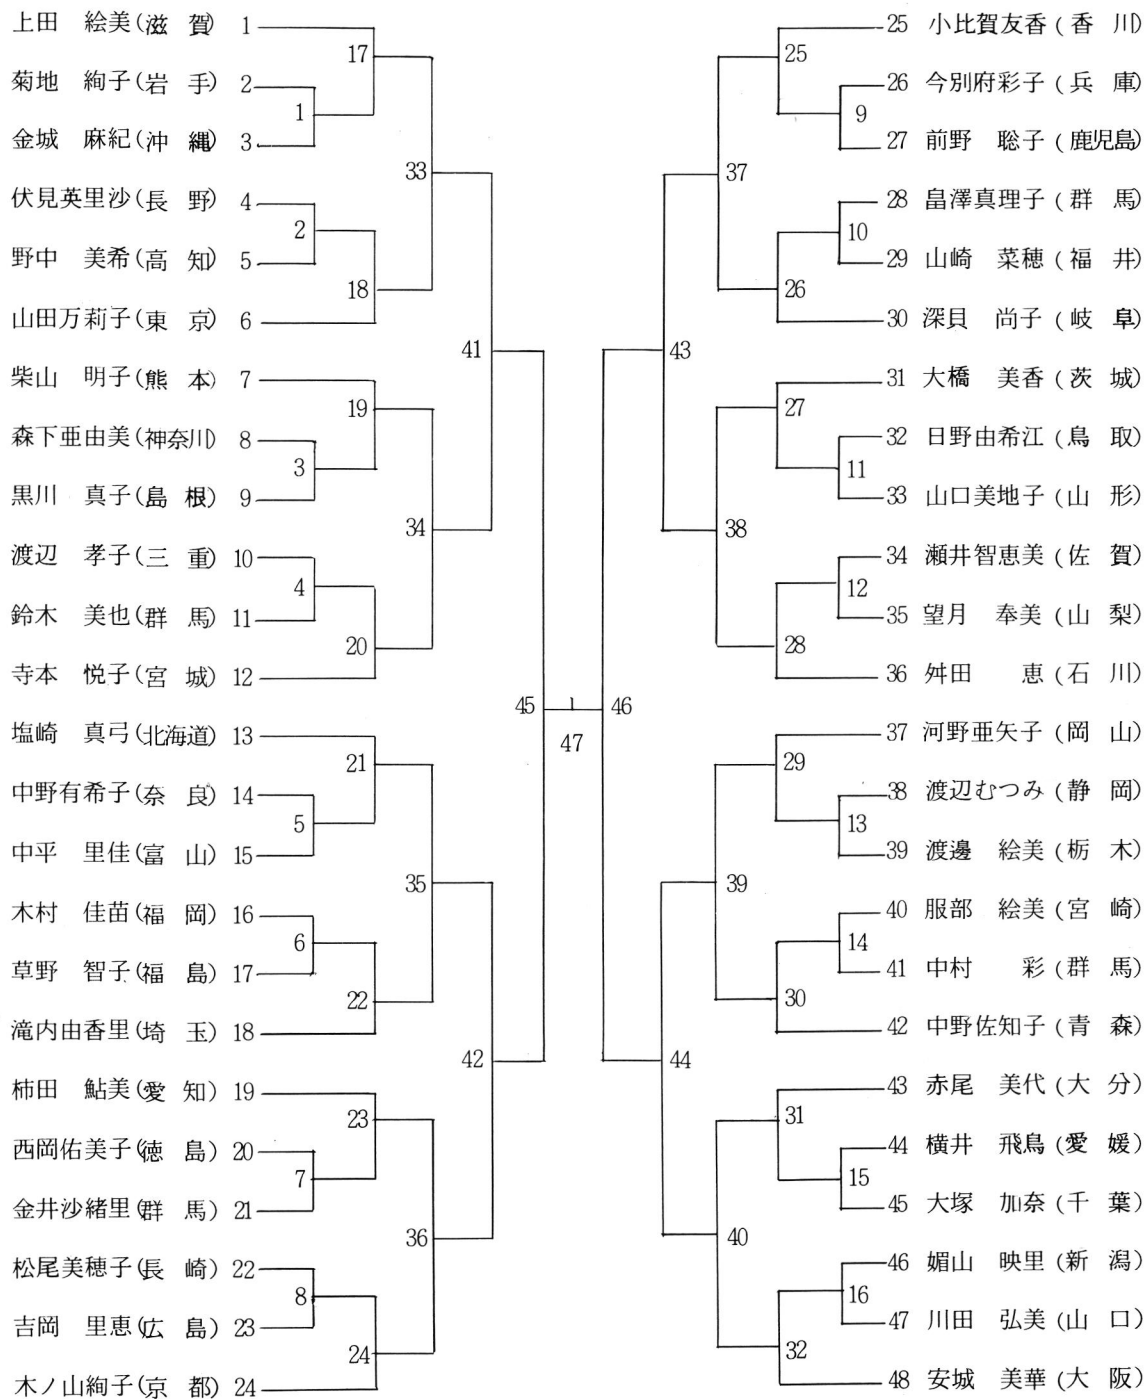 上田　絵美(滋　賀)　1
菊地　絢子(岩　手)　2
金城　麻紀(沖　縄)　3
伏見英里沙(長　野)　4
野中　美希(高　知)　5
山田万莉子(東　京)　6
柴山　明子(熊　本)　7
森下亜由美(神奈川)　8
黒川　真子(島　根)　9
渡辺　孝子(三　重)　10
鈴木　美也(群　馬)　11
寺本　悦子(宮　城)　12
塩崎　真弓(北海道)　13
中野有希子(奈　良)　14
中平　里佳(富　山)　15
木村　佳苗(福　岡)　16
草野　智子(福　島)　17
滝内由香里(埼　玉)　18
柿田　鮎美(愛　知)　19
西岡佑美子(徳　島)　20
金井沙緒里(群　馬)　21
松尾美穂子(長　崎)　22
吉岡　里恵(広　島)　23
木ノ山絢子(京　都)　24
1
2
3
4
5
6
7
8
17
18
19
20
21
22
23
24
33
34
35
36
41
42
45
47
46
43
44
37
38
39
40
25
26
27
28
29
30
31
32
9
10
11
12
13
14
15
16
25　小比賀友香(香　川)
26　今別府彩子(兵　庫)
27　前野　聡子(鹿児島)
28　畠澤真理子(群　馬)
29　山崎　菜穂(福　井)
30　深貝　尚子(岐　阜)
31　大橋　美香(茨　城)
32　日野由希江(鳥　取)
33　山口美地子(山　形)
34　瀬井智恵美(佐　賀)
35　望月　奉美(山　梨)
36　舛田　　恵(石　川)
37　河野亜矢子(岡　山)
38　渡辺むつみ(静　岡)
39　渡邊　絵美(栃　木)
40　服部　絵美(宮　崎)
41　中村　　彩(群　馬)
42　中野佐知子(青　森)
43　赤尾　美代(大　分)
44　横井　飛鳥(愛　媛)
45　大塚　加奈(千　葉)
46　媚山　映里(新　潟)
47　川田　弘美(山　口)
48　安城　美華(大　阪)